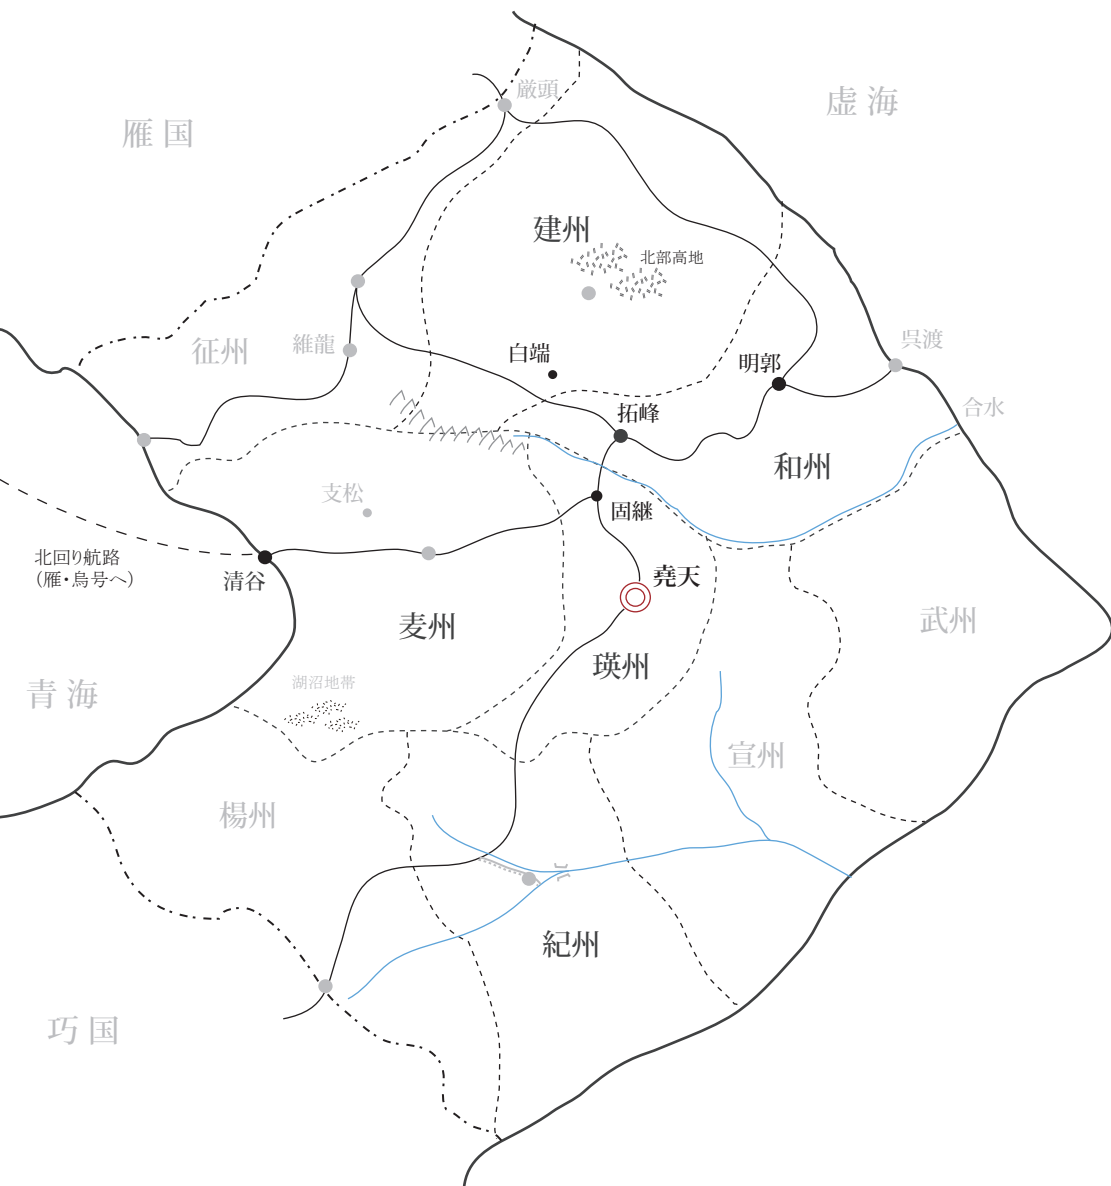 厳頭
虚海
雁国
建州
北部高地
征州
維龍
白端
明郭
呉渡
拓峰
合水
和州
支松
固継
北回り航路
（雁・烏号へ）
清谷
堯天
麦州
武州
瑛州
青海
湖沼地帯
宣州
楊州
紀州
巧国